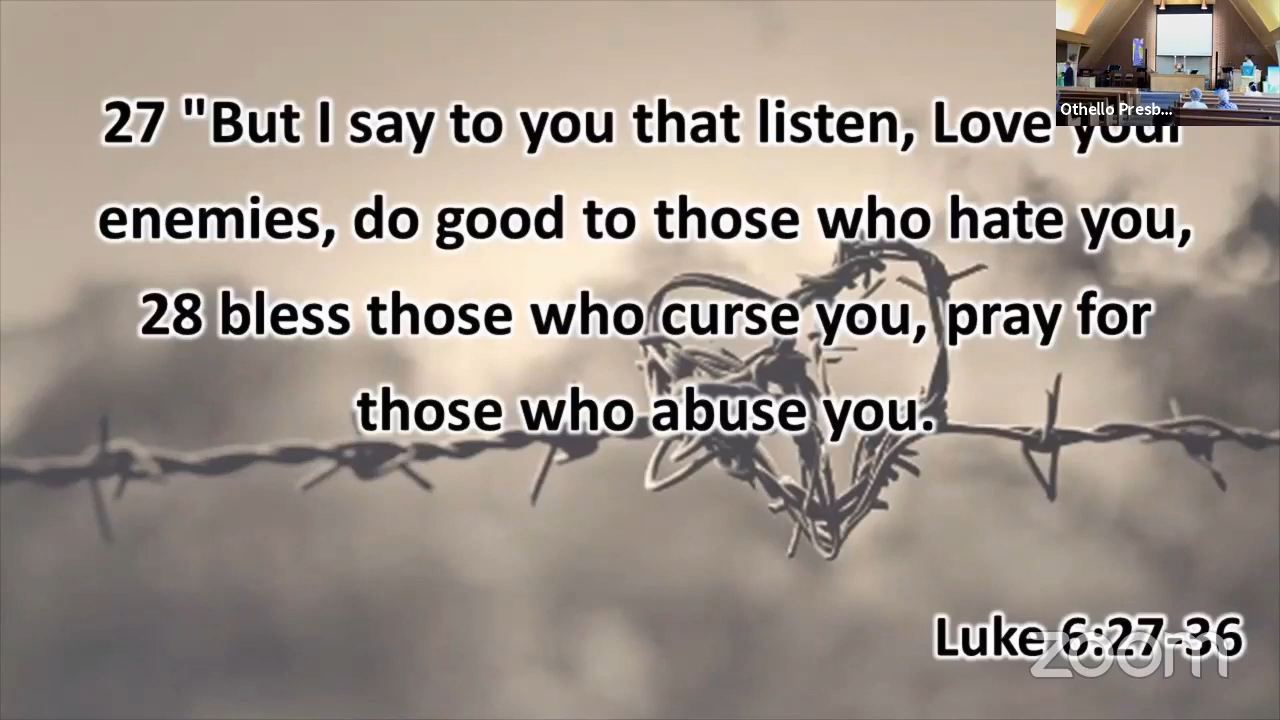 27 "But I say to you that listen, Love your
enemies, do good to those who hate you,
28 bless those who curse you, pray for
those who abuse you.
Luke 6:27-36
Othello Presb...
zoom